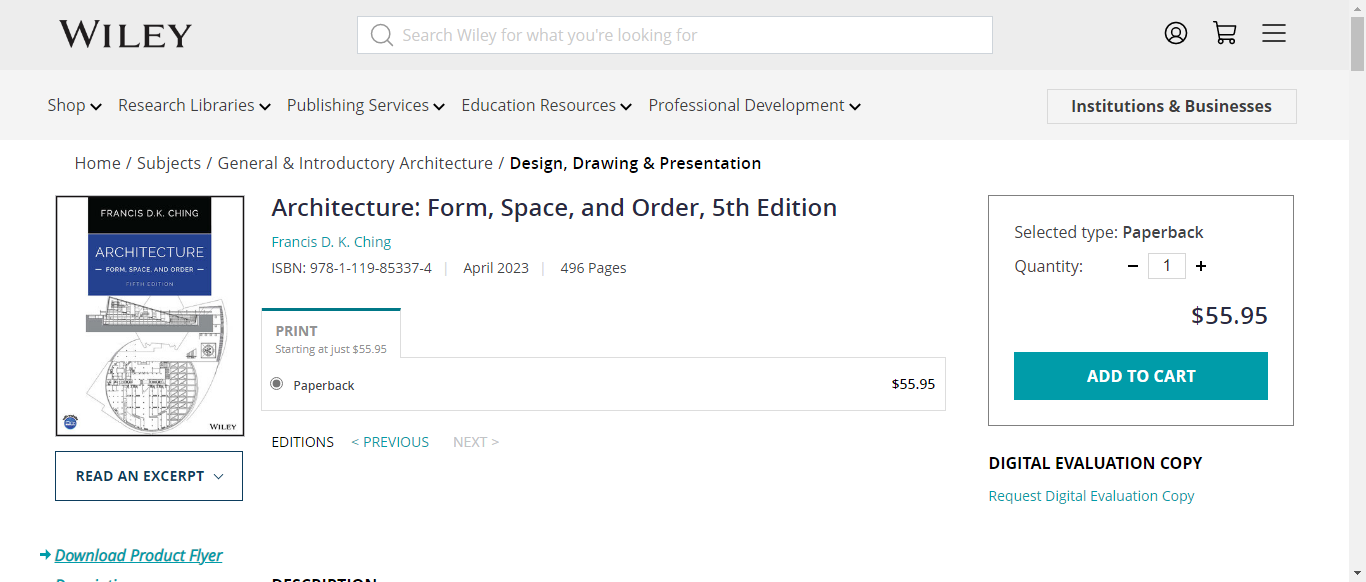 WILEY
Search Wiley for what you're looking for
Shop Research Libraries Publishing Services Education Resources Professional Development Institutions & Businesses
Home / Subjects / General & Introductory Architecture / Design, Drawing & Presentation
FRANCIS D.K. CHING
ARCHITECTURE
— FORM, SPACE, AND ORDER —
FIFTH EDITION
WILEY
READ AN EXCERPT
Architecture: Form, Space, and Order, 5th Edition
Francis D. K. Ching
ISBN: 978-1-119-85337-4 | April 2023 | 496 Pages
PRINT
Starting at just $55.95
Paperback $55.95
EDITIONS < PREVIOUS NEXT >
Selected type: Paperback
Quantity: − 1 +
$55.95
ADD TO CART
DIGITAL EVALUATION COPY
Request Digital Evaluation Copy
Download Product Flyer
DESCRIPTION